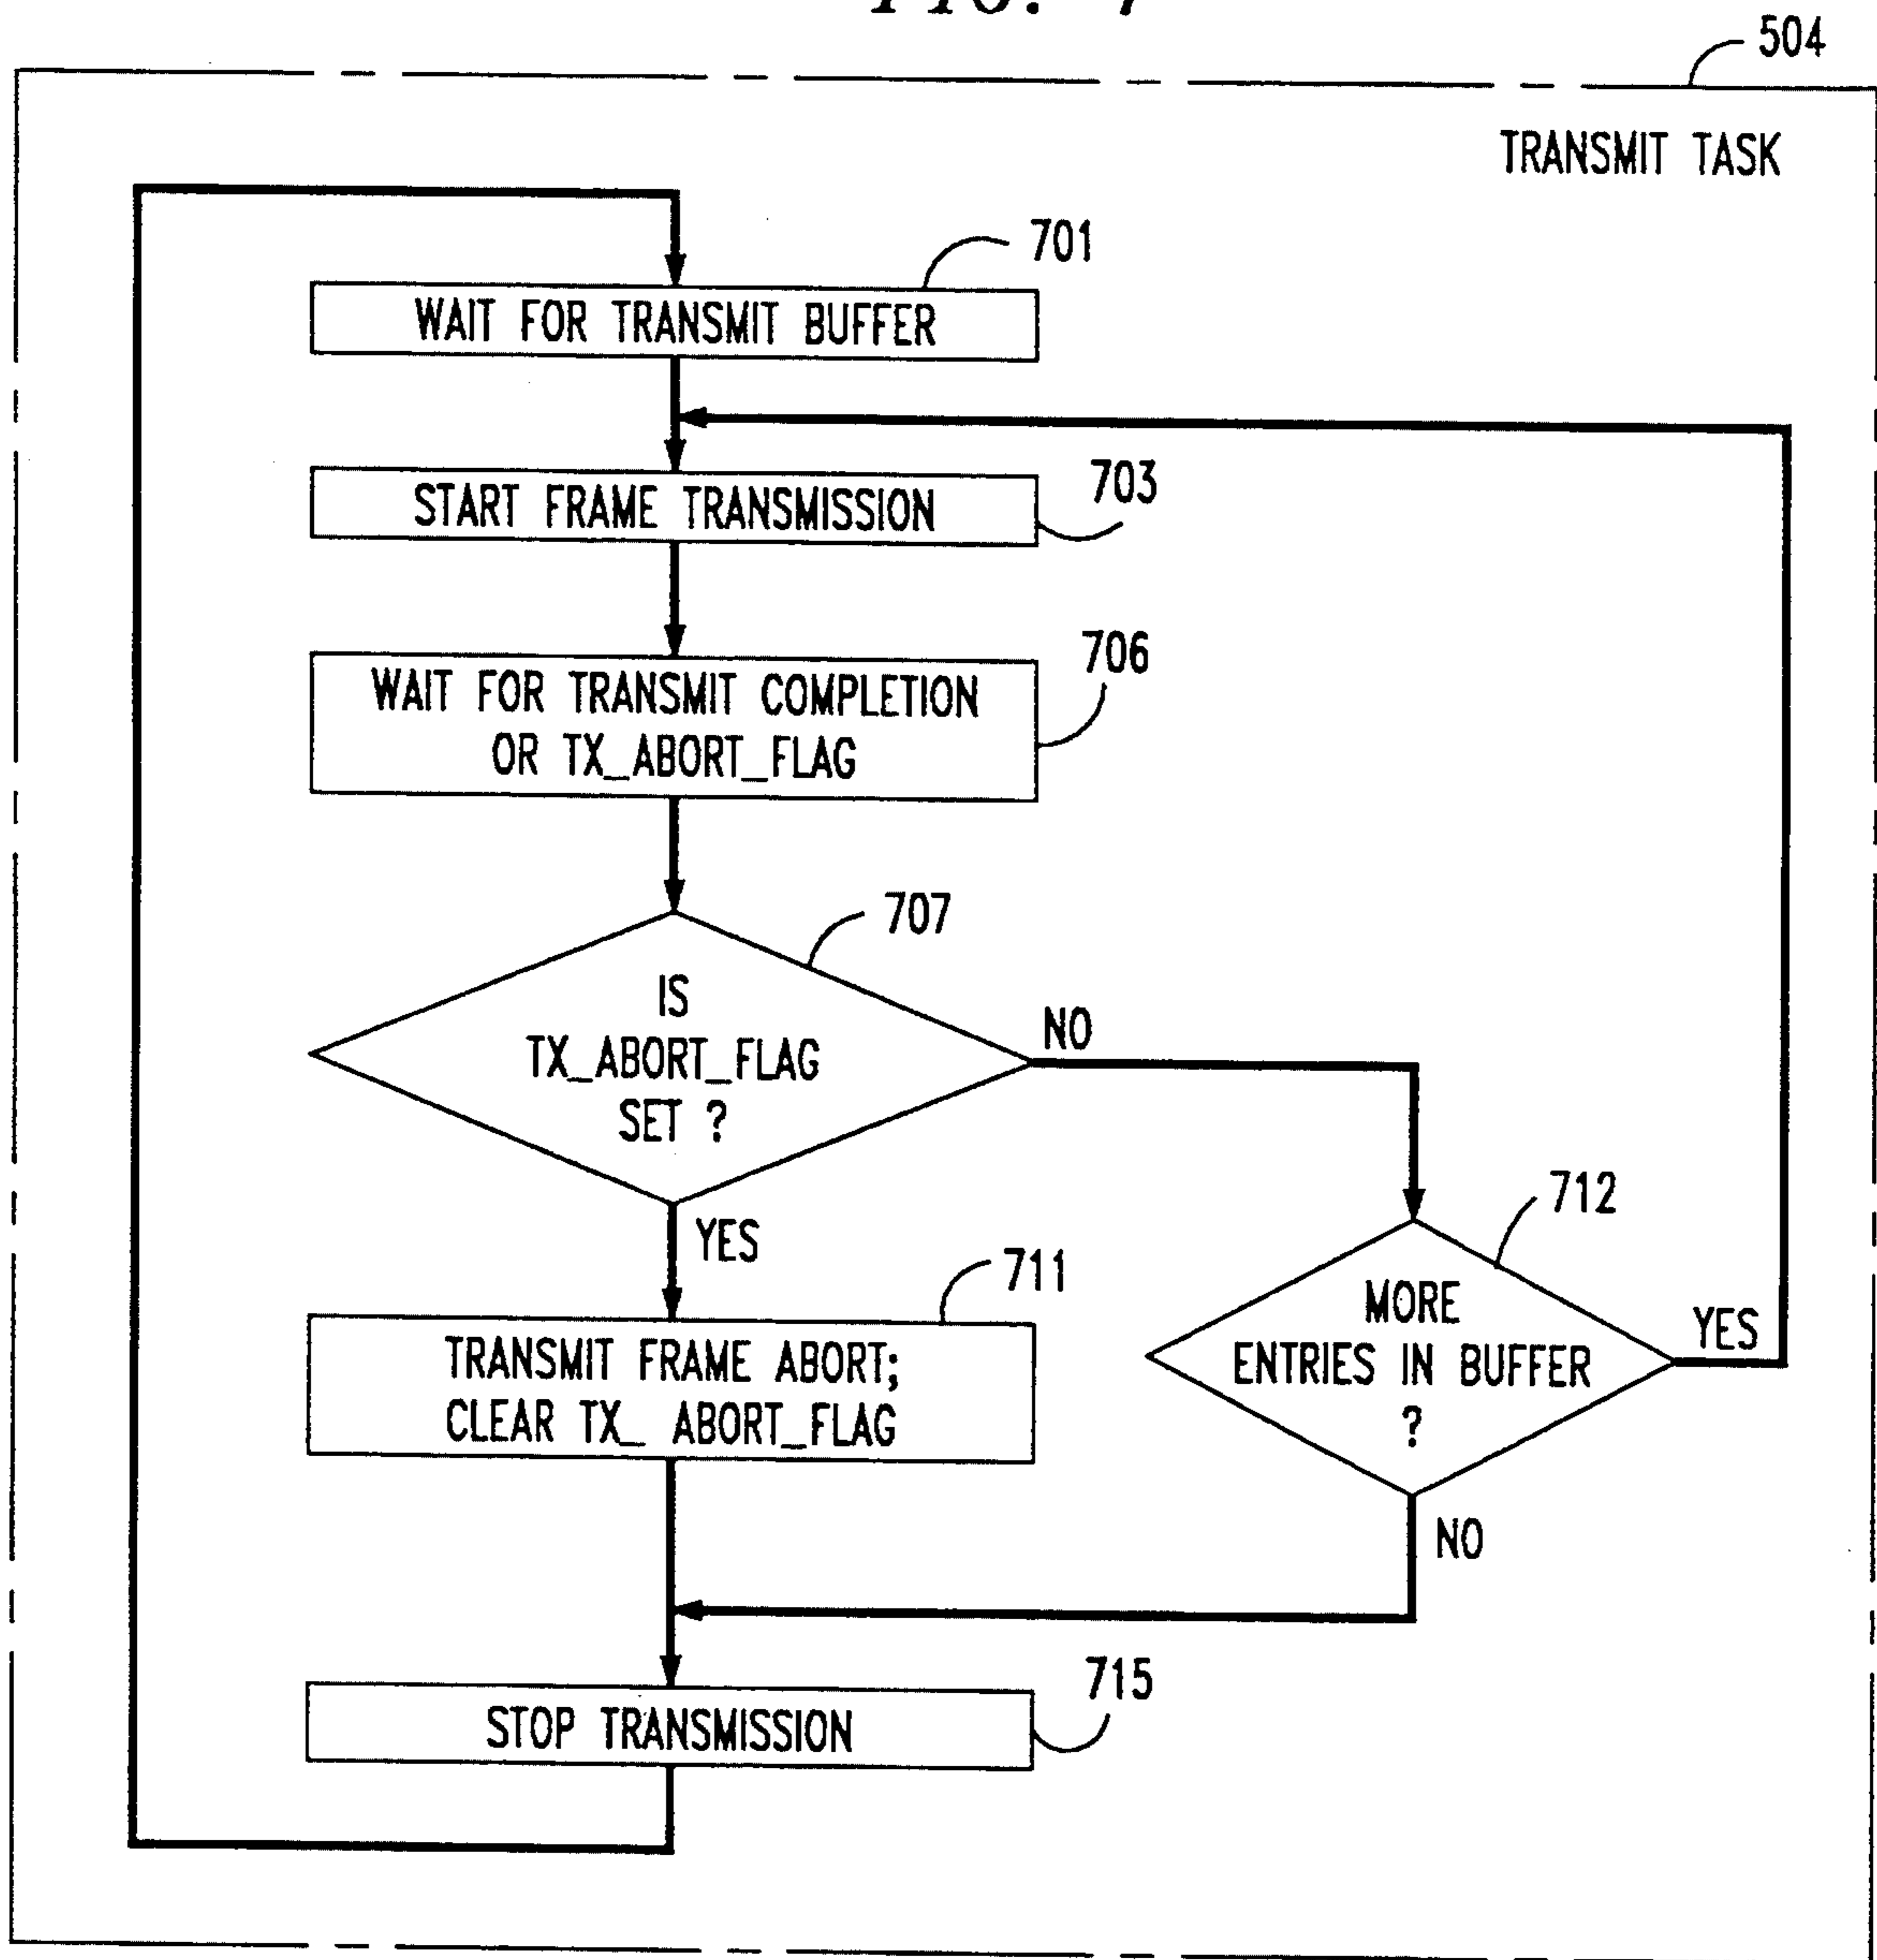 FIG. 7
504
TRANSMIT TASK
701
WAIT FOR TRANSMIT BUFFER
703
START FRAME TRANSMISSION
706
WAIT FOR TRANSMIT COMPLETION
OR TX_ABORT_FLAG
707
IS
TX_ABORT_FLAG
SET ?
NO
YES
712
711
MORE
ENTRIES IN BUFFER
?
YES
TRANSMIT FRAME ABORT;
CLEAR TX_ ABORT_FLAG
NO
715
STOP TRANSMISSION